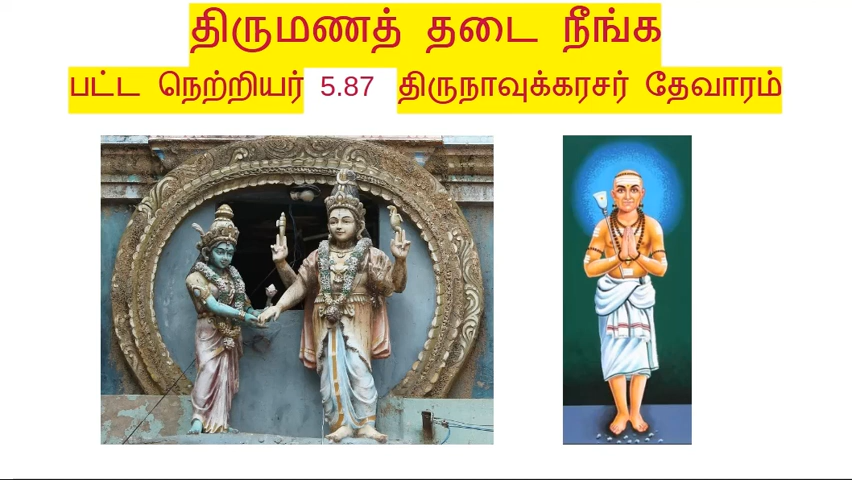 திருமணத் தடை நீங்க
பட்ட நெற்றியர் 5.87 திருநாவுக்கரசர் தேவாரம்